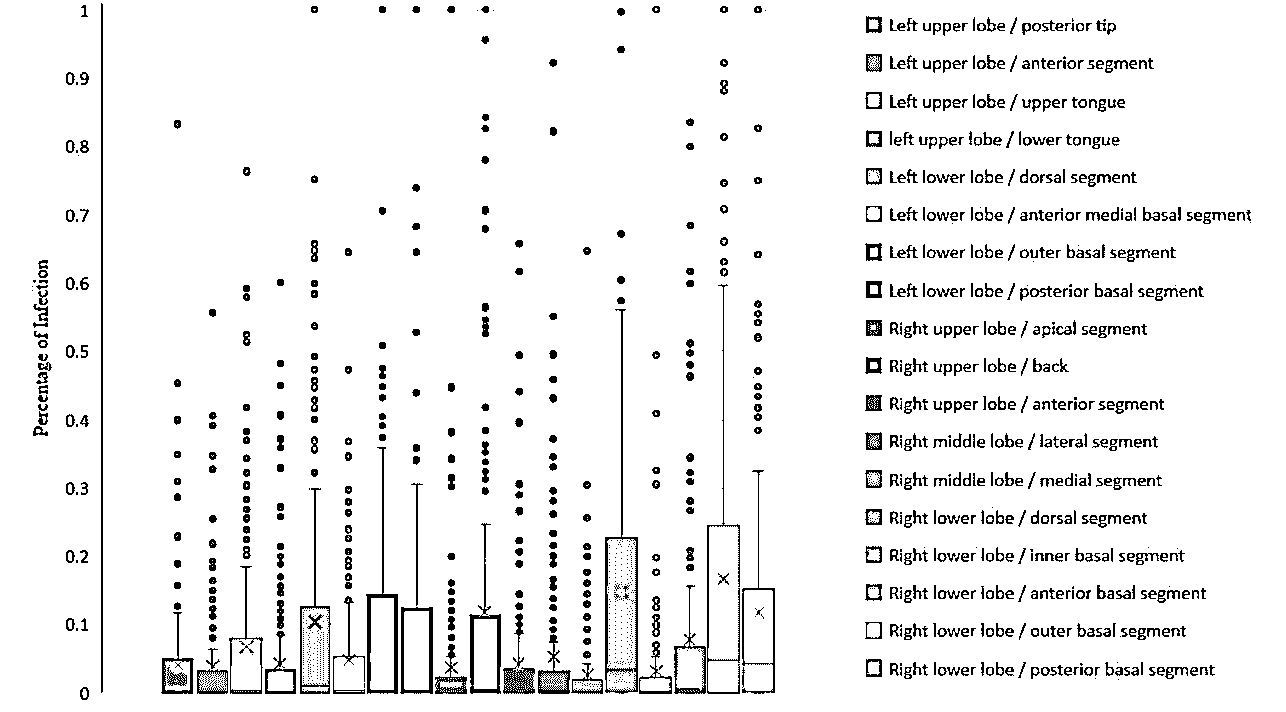 1
0.9
0.8
0.7
0.6
0.5
0.4
0.3
0.2
0.1
0
Percentage of Infection
Left upper lobe / posterior tip
Left upper lobe / anterior segment
Left upper lobe / upper tongue
left upper lobe / lower tongue
Left lower lobe / dorsal segment
Left lower lobe / anterior medial basal segment
Left lower lobe / outer basal segment
Left lower lobe / posterior basal segment
Right upper lobe / apical segment
Right upper lobe / back
Right upper lobe / anterior segment
Right middle lobe / lateral segment
Right middle lobe / medial segment
Right lower lobe / dorsal segment
Right lower lobe / inner basal segment
Right lower lobe / anterior basal segment
Right lower lobe / outer basal segment
Right lower lobe / posterior basal segment